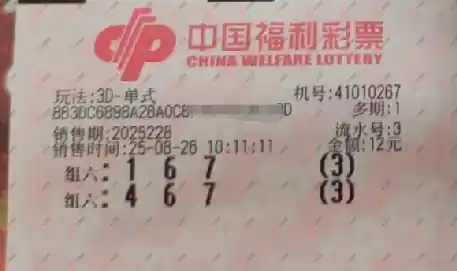 中国福利彩票
CHINA WELFARE LOTTERY
玩法:3D-单式 机号:41010267
多期:1
销售期:2025228 流水号:3
销售时间:25-08-26 10:11:11 金额:12元
组六: 1 6 7 (3)
组六: 4 6 7 (3)